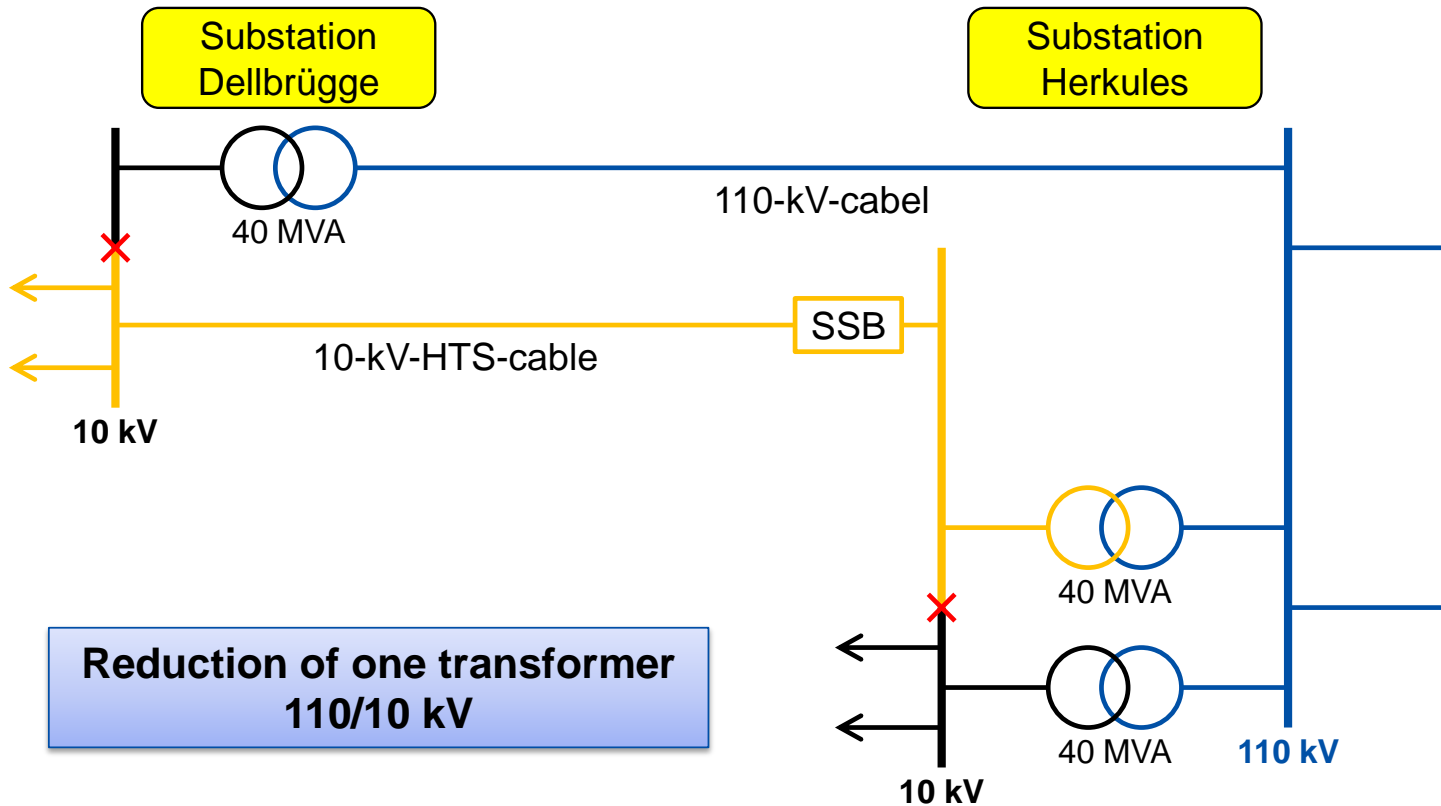 Substation
Dellbrügge
Substation
Herkules
40 MVA
110-kV-cabel
SSB
10-kV-HTS-cable
10 kV
40 MVA
Reduction of one transformer
110/10 kV
40 MVA
110 kV
10 kV